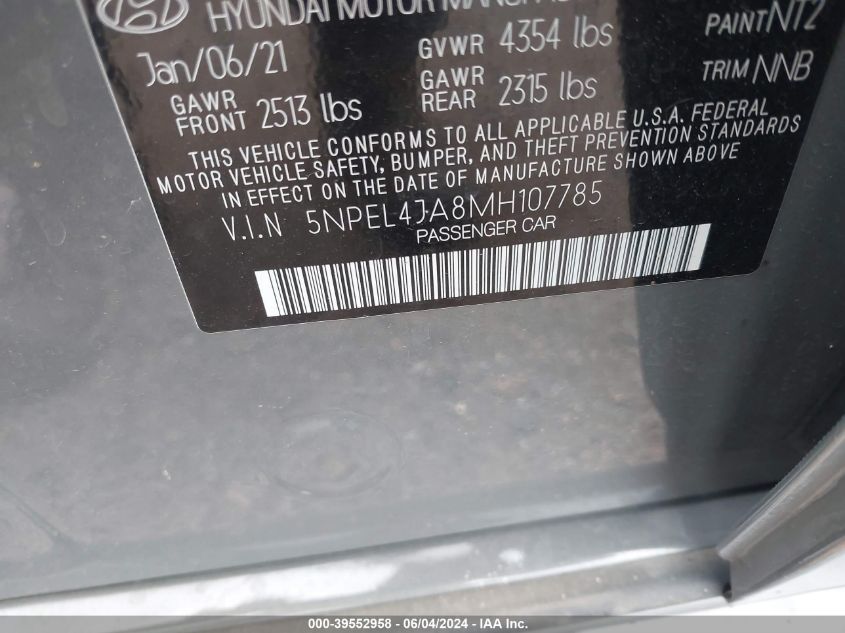 HYUNDAI MOTOR
Jan/06/21 GVWR 4354 lbs PAINT NT2
GAWR FRONT 2513 lbs GAWR REAR 2315 lbs TRIM NNB
THIS VEHICLE CONFORMS TO ALL APPLICABLE U.S.A. FEDERAL
MOTOR VEHICLE SAFETY, BUMPER, AND THEFT PREVENTION STANDARDS
IN EFFECT ON THE DATE OF MANUFACTURE SHOWN ABOVE
V.I.N 5NPEL4JA8MH107785
PASSENGER CAR
000-39552958 - 06/04/2024 - © IAA Inc.